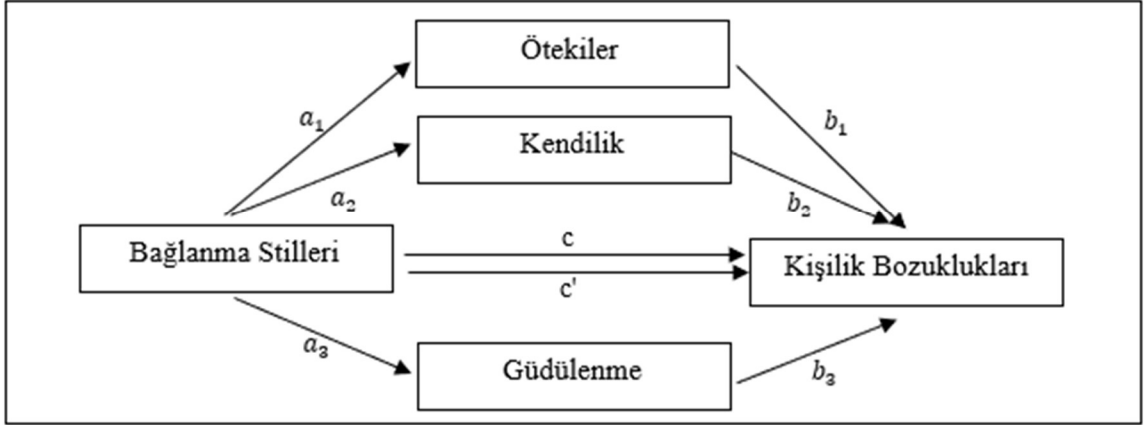 Ötekiler
a₁
b₁
Kendilik
a₂
b₂
Bağlanma Stilleri
c
c'
Kişilik Bozuklukları
a₃
Güdülenme
b₃